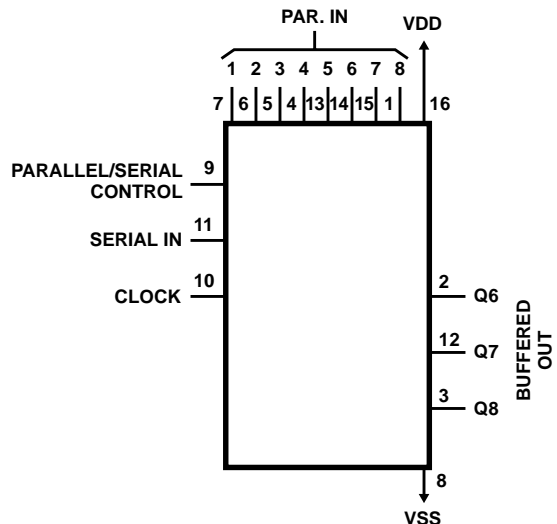 PAR. IN
VDD
1 2 3 4 5 6 7 8
7 6 5 4 13 14 15 1 16
PARALLEL/SERIAL
CONTROL
9
SERIAL IN
11
CLOCK
10
2 Q6
12 Q7
3 Q8
BUFFERED
OUT
8
VSS